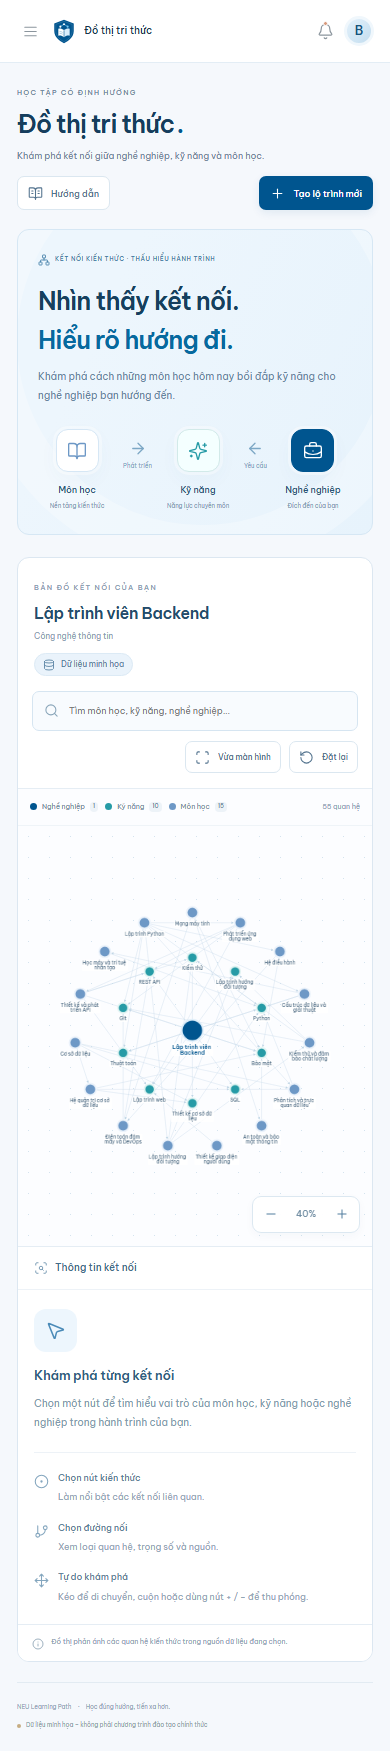 Đồ thị tri thức
B
HỌC TẬP CÓ ĐỊNH HƯỚNG
Đồ thị tri thức.
Khám phá kết nối giữa nghề nghiệp, kỹ năng và môn học.
Hướng dẫn
Tạo lộ trình mới
KẾT NỐI KIẾN THỨC · THẤU HIỂU HÀNH TRÌNH
Nhìn thấy kết nối.
Hiểu rõ hướng đi.
Khám phá cách những môn học hôm nay bồi đắp kỹ năng cho
nghề nghiệp bạn hướng đến.
Phát triển
Yêu cầu
Môn học
Kỹ năng
Nghề nghiệp
Nền tảng kiến thức
Năng lực chuyên môn
Đích đến của bạn
BẢN ĐỒ KẾT NỐI CỦA BẠN
Lập trình viên Backend
Công nghệ thông tin
Dữ liệu minh họa
Tìm môn học, kỹ năng, nghề nghiệp...
Vừa màn hình
Đặt lại
Nghề nghiệp 1
Kỹ năng 10
Môn học 15
55 quan hệ
Mạng máy tính
Lập trình Python
Phát triển ứng
dụng web
Học máy và trí tuệ
nhân tạo
Kiểm thử
Hệ điều hành
REST API
Lập trình hướng
đối tượng
Thiết kế và phát
triển API
Cấu trúc dữ liệu và
giải thuật
Git
Python
Lập trình viên
Backend
Cơ sở dữ liệu
Kiểm thử và đảm
bảo chất lượng
Thuật toán
Bảo mật
Hệ quản trị cơ sở
dữ liệu
Lập trình web
SQL
Phân tích và trực
quan dữ liệu
Thiết kế cơ sở dữ
liệu
Điện toán đám
mây và DevOps
An toàn và bảo
mật thông tin
Lập trình hướng
đối tượng
Thiết kế giao diện
người dùng
40%
Thông tin kết nối
Khám phá từng kết nối
Chọn một nút để tìm hiểu vai trò của môn học, kỹ năng hoặc nghề
nghiệp trong hành trình của bạn.
Chọn nút kiến thức
Làm nổi bật các kết nối liên quan.
Chọn đường nối
Xem loại quan hệ, trọng số và nguồn.
Tự do khám phá
Kéo để di chuyển, cuộn hoặc dùng nút + / − để thu phóng.
Đồ thị phản ánh các quan hệ kiến thức trong nguồn dữ liệu đang chọn.
NEU Learning Path · Học đúng hướng, tiến xa hơn.
Dữ liệu minh họa – không phải chương trình đào tạo chính thức